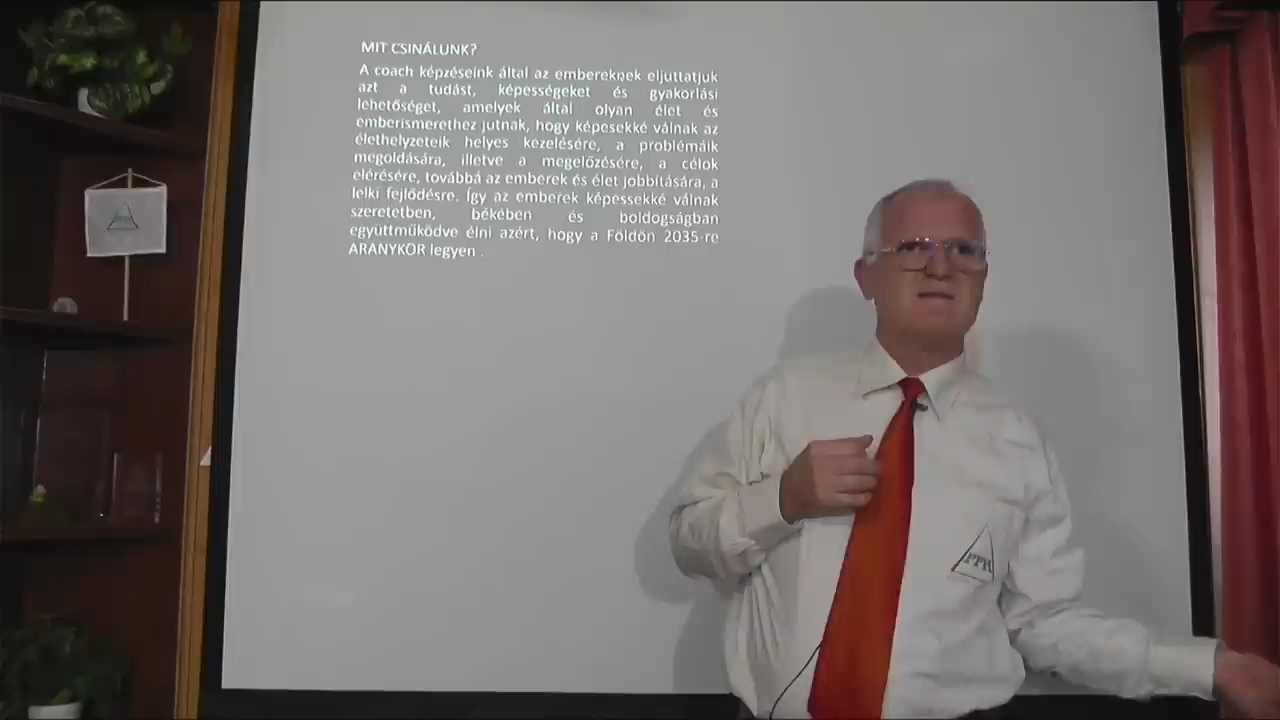 MIT CSINÁLUNK?
A coach képzéseink által az embereknek eljuttatjuk
azt a tudást, képességeket és gyakorlási
lehetőséget, amelyek által olyan élet és
emberismerethez jutnak, hogy képesekké válnak az
élethelyzeteik helyes kezelésére, a problémáik
megoldására, illetve a megelőzésére, a célok
elérésére, továbbá az emberek és élet jobbítására, a
lelki fejlődésre. Így az emberek képessekké válnak
szeretetben, békében és boldogságban
együttműködve élni azért, hogy a Földön 2035-re
ARANYKOR legyen .